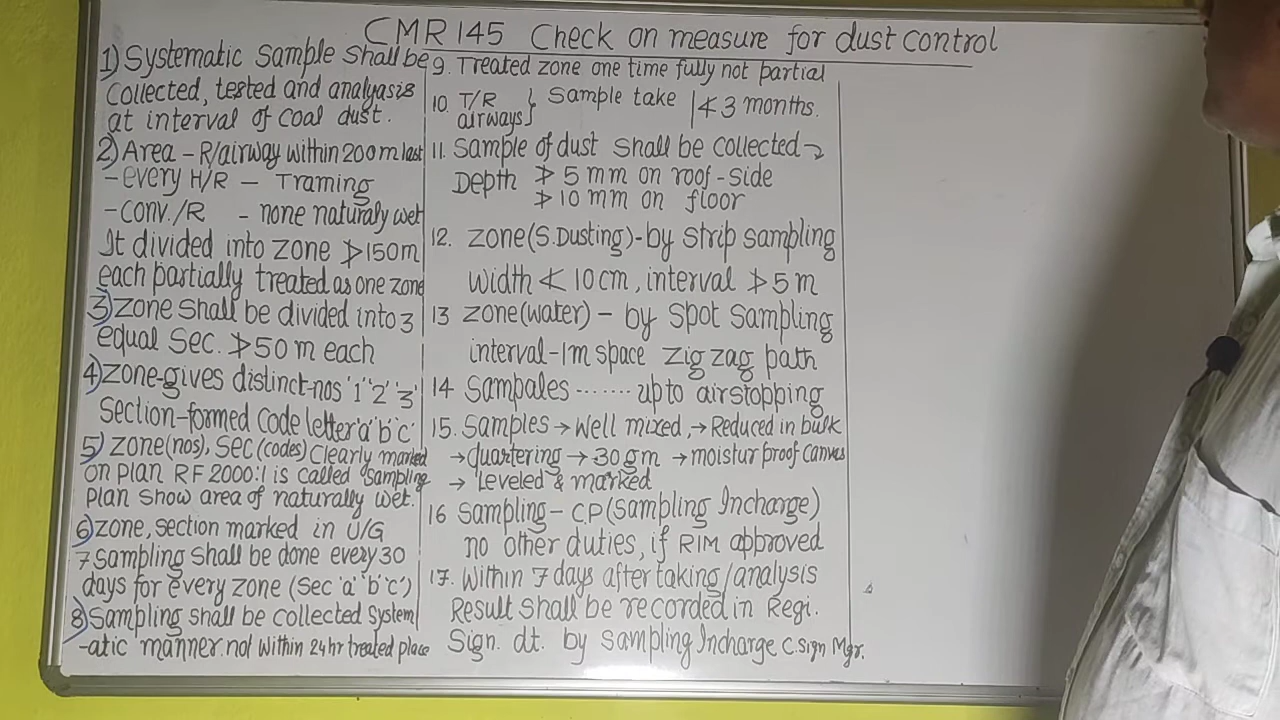 CMR 145 Check on measure for dust control
1) Systematic Sample Shall be
Collected, tested and analyasis
at interval of coal dust.
2) Area - R/airway within 200m last
- every H/R - Traming
- Conv./R - none naturaly wet
It divided into zone ≯150m
each partially treated as one zone
3) Zone Shall be divided into 3
equal Sec. ≯50 m each
4) Zone-gives distinct-nos '1' '2' '3'
Section-formed Code letter 'a' 'b' 'c'
5) Zone(nos), Sec(codes) clearly marked
on plan RF 2000:1 is called "Sampling
Plan Show area of naturally wet.
6) Zone, section marked in U/G
7 Sampling Shall be done every 30
days for every zone (Sec 'a' 'b' 'c')
8) Sampling shall be collected System
-atic manner. not within 24hr treated place
9. Treated zone one time fully not partial
10. T/R } Sample take | ≮ 3 months.
airways
11. Sample of dust Shall be collected→
Depth ≯ 5 mm on roof-side
≯ 10 mm on floor
12. Zone(S.Dusting)-by Strip sampling
width ≮ 10cm, interval ≯ 5 m
13 Zone(water) - by Spot Sampling
interval-1m space zig zag path
14 Sampales ....... up to air stopping
15. Samples → Well mixed, → Reduced in bulk
→ quartering → 30 gm → moistur proof canvas
→ Leveled & marked
16 Sampling - C.P (Sampling Incharge)
no other duties, if RIM approved
17. Within 7 days after taking/analysis
Result Shall be recorded in Regi.
Sign. dt. by Sampling Incharge C.Sign Mgr.